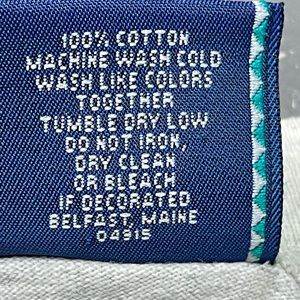 100% COTTON
MACHINE WASH COLD
WASH LIKE COLORS
TOGETHER
TUMBLE DRY LOW
DO NOT IRON,
DRY CLEAN
OR BLEACH
IF DECORATED
BELFAST, MAINE
04915